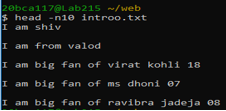 20bca117@Lab215 ~/web
$ head -n10 introo.txt
I am shiv
I am from valod
I am big fan of virat kohli 18
I am big fan of ms dhoni 07
I am big fan of ravibra jadeja 08